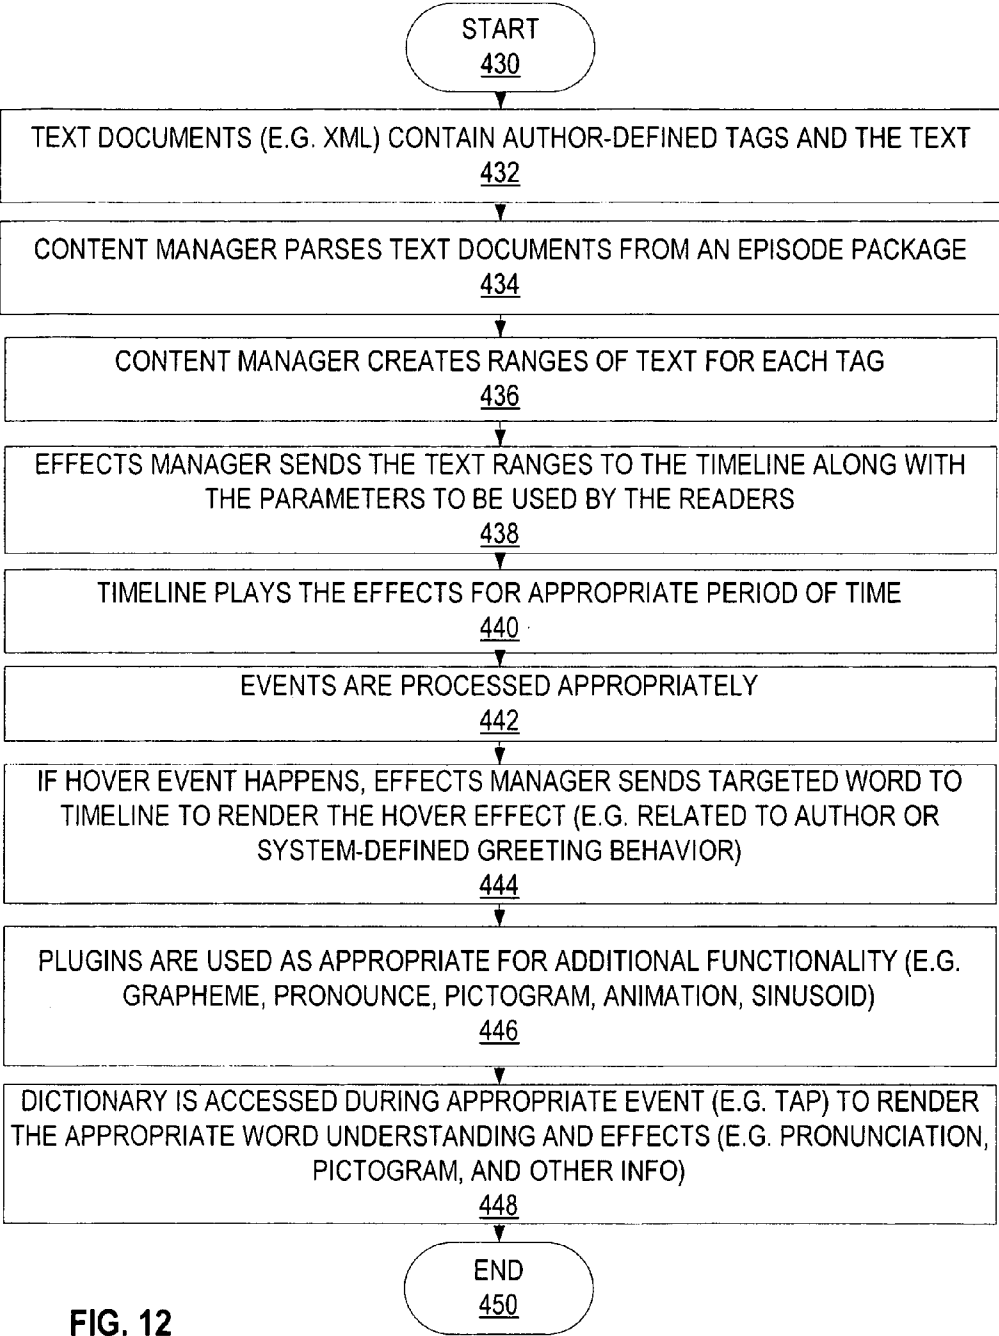 START
430
TEXT DOCUMENTS (E.G. XML) CONTAIN AUTHOR-DEFINED TAGS AND THE TEXT
432
CONTENT MANAGER PARSES TEXT DOCUMENTS FROM AN EPISODE PACKAGE
434
CONTENT MANAGER CREATES RANGES OF TEXT FOR EACH TAG
436
EFFECTS MANAGER SENDS THE TEXT RANGES TO THE TIMELINE ALONG WITH
THE PARAMETERS TO BE USED BY THE READERS
438
TIMELINE PLAYS THE EFFECTS FOR APPROPRIATE PERIOD OF TIME
440
EVENTS ARE PROCESSED APPROPRIATELY
442
IF HOVER EVENT HAPPENS, EFFECTS MANAGER SENDS TARGETED WORD TO
TIMELINE TO RENDER THE HOVER EFFECT (E.G. RELATED TO AUTHOR OR
SYSTEM-DEFINED GREETING BEHAVIOR)
444
PLUGINS ARE USED AS APPROPRIATE FOR ADDITIONAL FUNCTIONALITY (E.G.
GRAPHEME, PRONOUNCE, PICTOGRAM, ANIMATION, SINUSOID)
446
DICTIONARY IS ACCESSED DURING APPROPRIATE EVENT (E.G. TAP) TO RENDER
THE APPROPRIATE WORD UNDERSTANDING AND EFFECTS (E.G. PRONUNCIATION,
PICTOGRAM, AND OTHER INFO)
448
END
450
FIG. 12